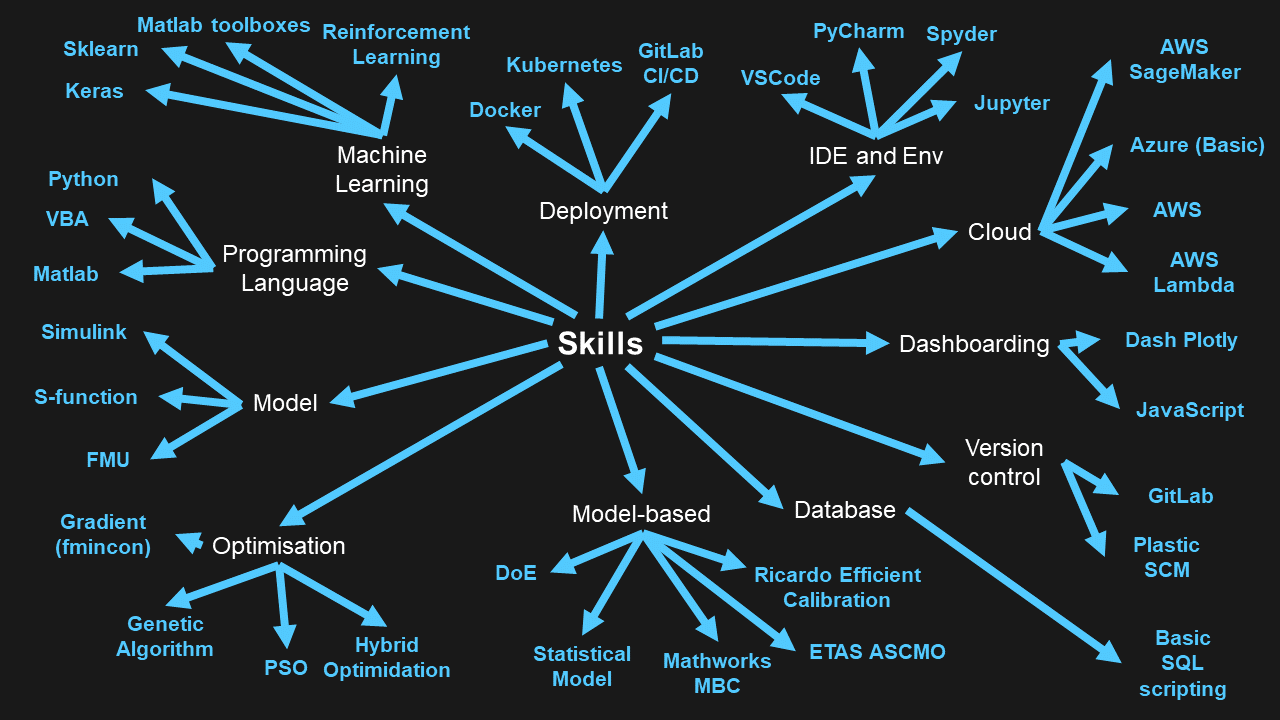 Matlab toolboxes
Sklearn
Keras
Reinforcement
Learning
Machine
Learning
Kubernetes
Docker
GitLab
CI/CD
Deployment
PyCharm
Spyder
VSCode
Jupyter
IDE and Env
AWS
SageMaker
Azure (Basic)
AWS
AWS
Lambda
Cloud
Python
VBA
Matlab
Programming
Language
Skills
Simulink
S-function
FMU
Model
Dashboarding
Dash Plotly
JavaScript
Version
control
GitLab
Plastic
SCM
Gradient
(fmincon)
Optimisation
Genetic
Algorithm
PSO
Hybrid
Optimidation
Model-based
DoE
Statistical
Model
Mathworks
MBC
ETAS ASCMO
Ricardo Efficient
Calibration
Database
Basic
SQL
scripting